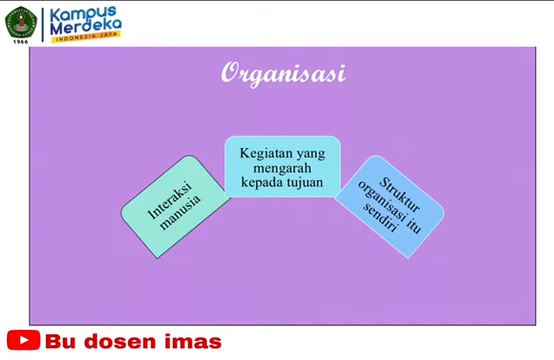 1966
Kampus
Merdeka
INDONESIA JAYA
Organisasi
Interaksi
manusia
Kegiatan yang
mengarah
kepada tujuan
Struktur
organisasi itu
sendiri
Bu dosen imas